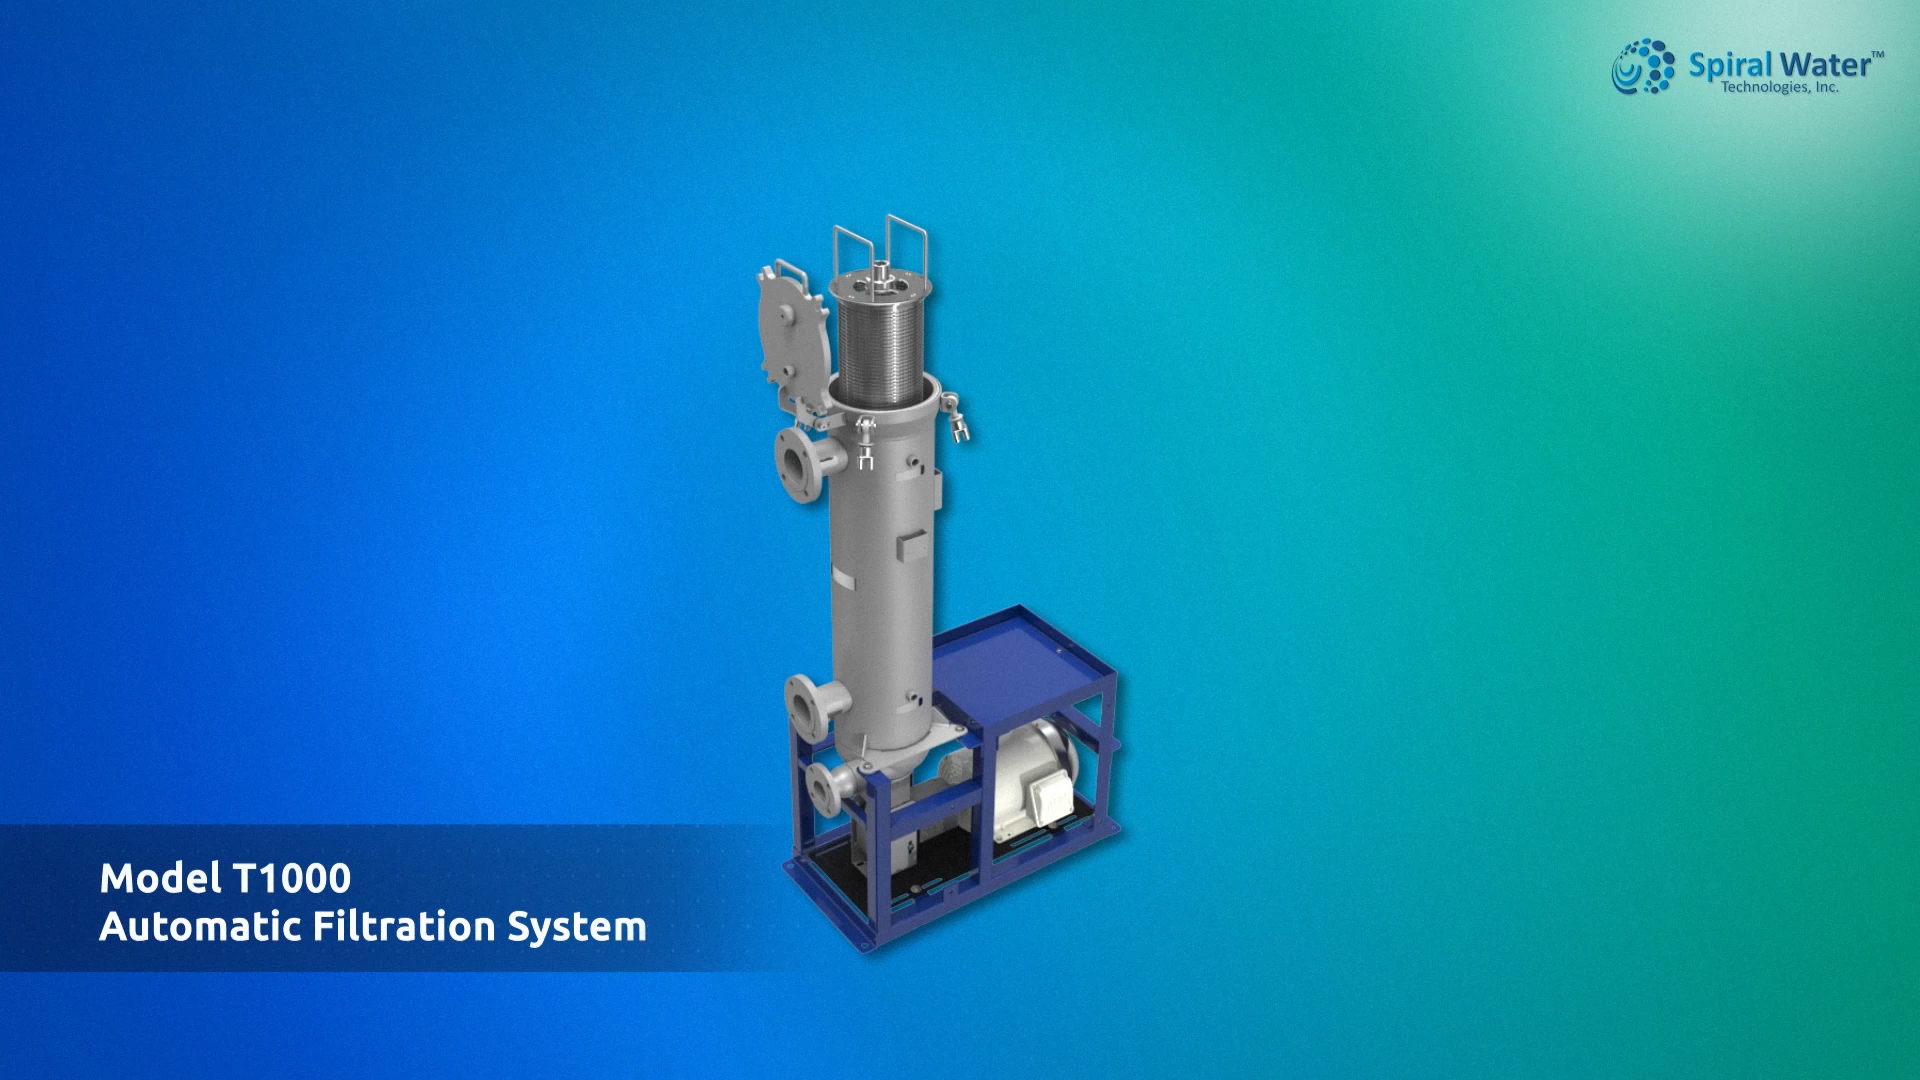 Spiral Water™
Technologies, Inc.
Model T1000
Automatic Filtration System